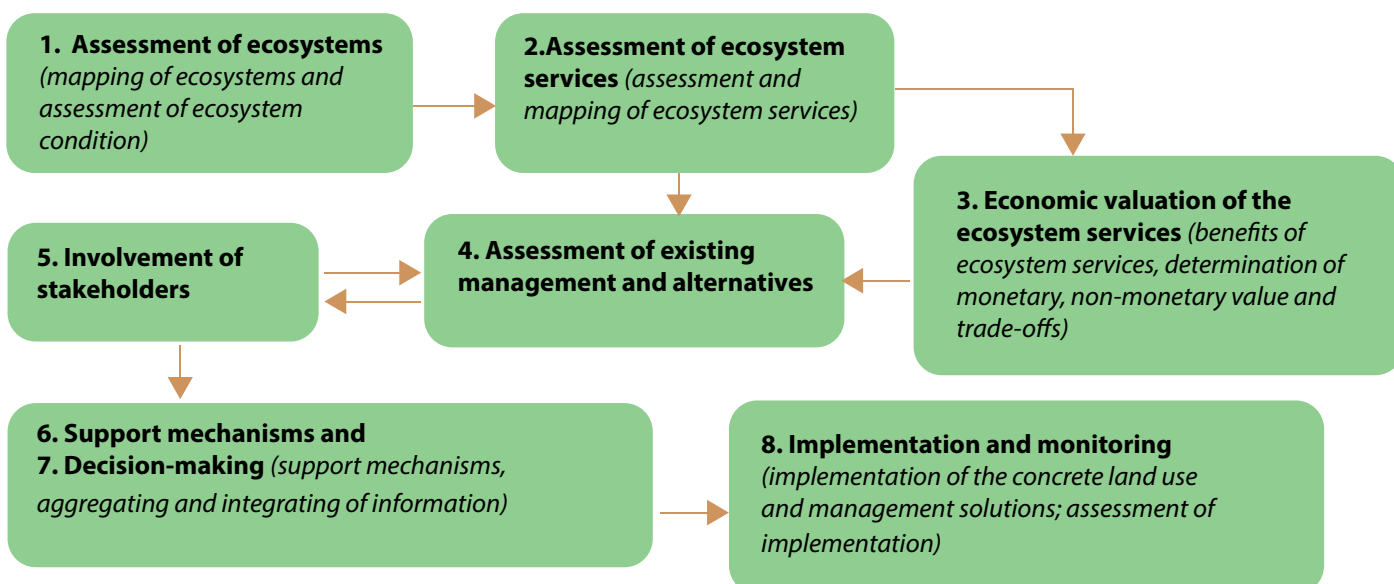 1. Assessment of ecosystems
(mapping of ecosystems and
assessment of ecosystem
condition)
2.Assessment of ecosystem
services (assessment and
mapping of ecosystem services)
3. Economic valuation of the
ecosystem services (benefits of
ecosystem services, determination of
monetary, non-monetary value and
trade-offs)
4. Assessment of existing
management and alternatives
5. Involvement of
stakeholders
6. Support mechanisms and
7. Decision-making (support mechanisms,
aggregating and integrating of information)
8. Implementation and monitoring
(implementation of the concrete land use
and management solutions; assessment of
implementation)